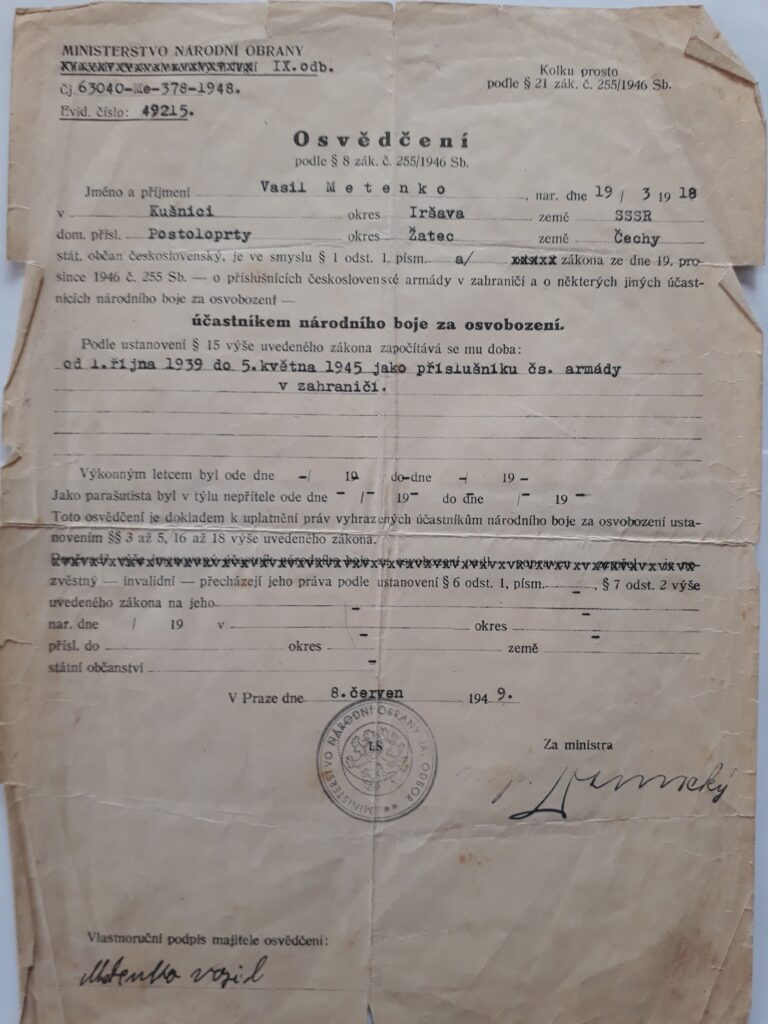 MINISTERSTVO NÁRODNÍ OBRANY
IX.odb.
Čj. 63040-Me-378-1948.
Evid. číslo: 49215.
Kolku prosto
podle § 21 zák. č. 255/1946 Sb.
Osvědčení
podle § 8 zák. č. 255/1946 Sb.
Jméno a příjmení Vasil Metenko, nar. dne 19 / 3 1918
v Kušnici okres Iršava země SSSR
dom. přísl. Postoloprty okres Žatec země Čechy
stát. občan československý, je ve smyslu § 1 odst. 1, písm. a/ xxxxx zákona ze dne 19. pro-
since 1946 č. 255 Sb. — o příslušnících československé armády v zahraničí a o některých jiných účast-
nících národního boje za osvobození —
účastníkem národního boje za osvobození.
Podle ustanovení § 15 výše uvedeného zákona započítává se mu doba:
od 1.října 1939 do 5.května 1945 jako příslušníku čs. armády
v zahraničí.
Výkonným letcem byl ode dne -/ 19- do dne -/ 19 -
Jako parašutista byl v týlu nepřítele ode dne - /- 19- do dne /- 19 -
Toto osvědčení je dokladem k uplatnění práv vyhrazených účastníkům národního boje za osvobození usta-
novením §§ 3 až 5, 16 až 18 výše uvedeného zákona.
zvěstný — invalidní — přecházejí jeho práva podle ustanovení § 6 odst. 1, písm. -, § 7 odst. 2 výše
uvedeného zákona na jeho - -
nar. dne / 19 v - okres -
přísl. do okres - země
státní občanství -
V Praze dne 8.červen 1949.
MINISTERSTVO NÁRODNÍ OBRANY IX. ODBOR
LS
Za ministra
Vlastnoruční podpis majitele osvědčení:
Metenko vasil